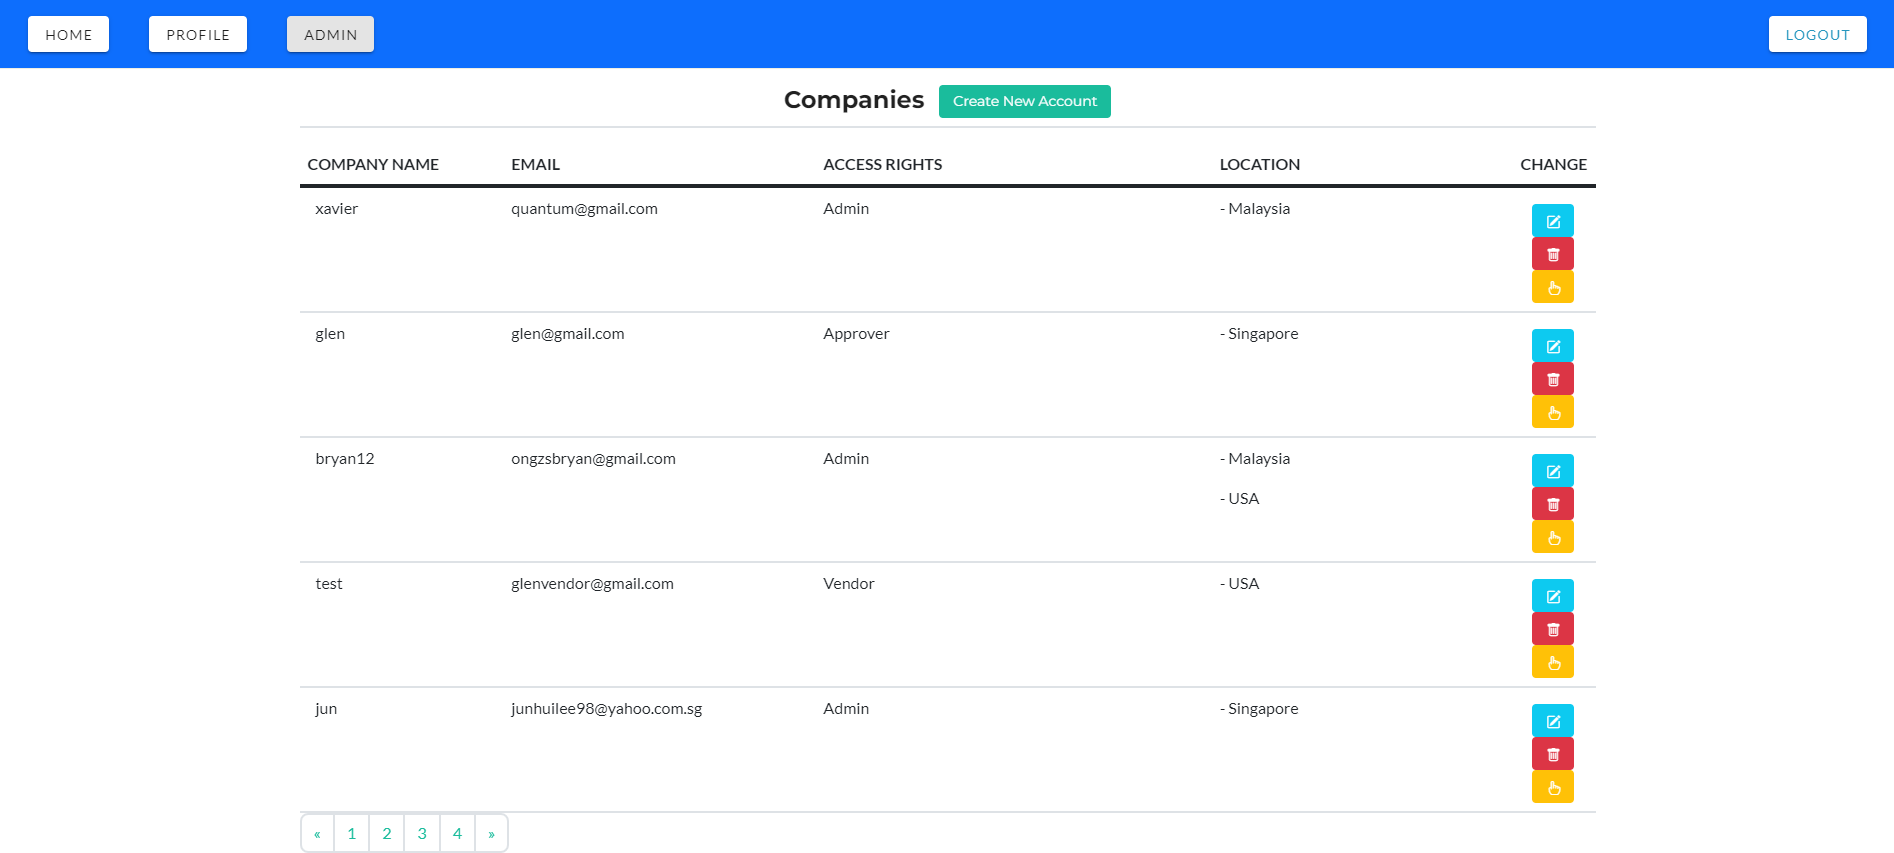 HOME PROFILE ADMIN LOGOUT
Companies Create New Account
COMPANY NAME EMAIL ACCESS RIGHTS LOCATION CHANGE
xavier quantum@gmail.com Admin - Malaysia
glen glen@gmail.com Approver - Singapore
bryan12 ongzsbryan@gmail.com Admin - Malaysia
- USA
test glenvendor@gmail.com Vendor - USA
jun junhuilee98@yahoo.com.sg Admin - Singapore
« 1 2 3 4 »